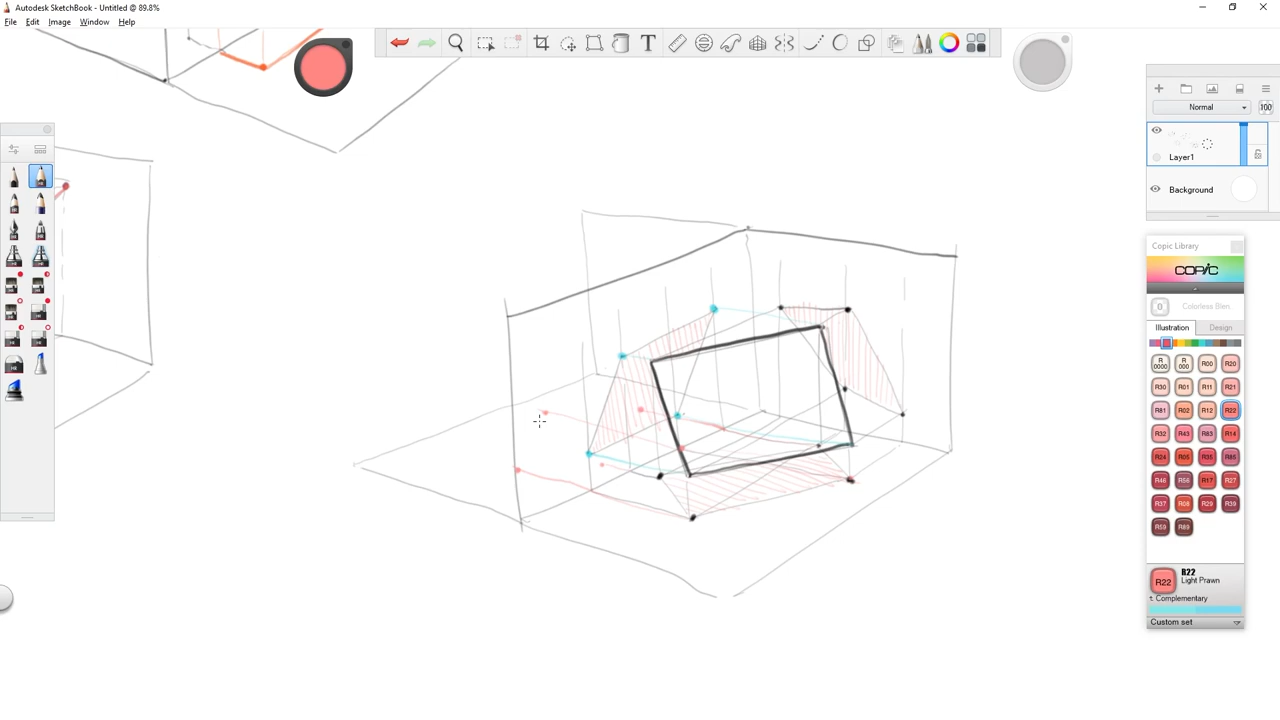 Autodesk SketchBook - Untitled @ 89.8%
File Edit Image Window Help
T
Normal 100
Layer1
Background
Copic Library
COPIC
0 Colorless Blen
Illustration Design
R 0000 R 000 R00 R20
R30 R01 R11 R21
R81 R02 R12 R22
R32 R43 R83 R14
R24 R05 R35 R85
R46 R56 R17 R27
R37 R08 R29 R39
R59 R89
R22 R22
Light Prawn
t. Complementary
Custom set